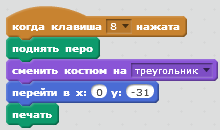 когда клавиша 8 нажата
поднять перо
сменить костюм на треугольник
перейти в x: 0 y: -31
печать